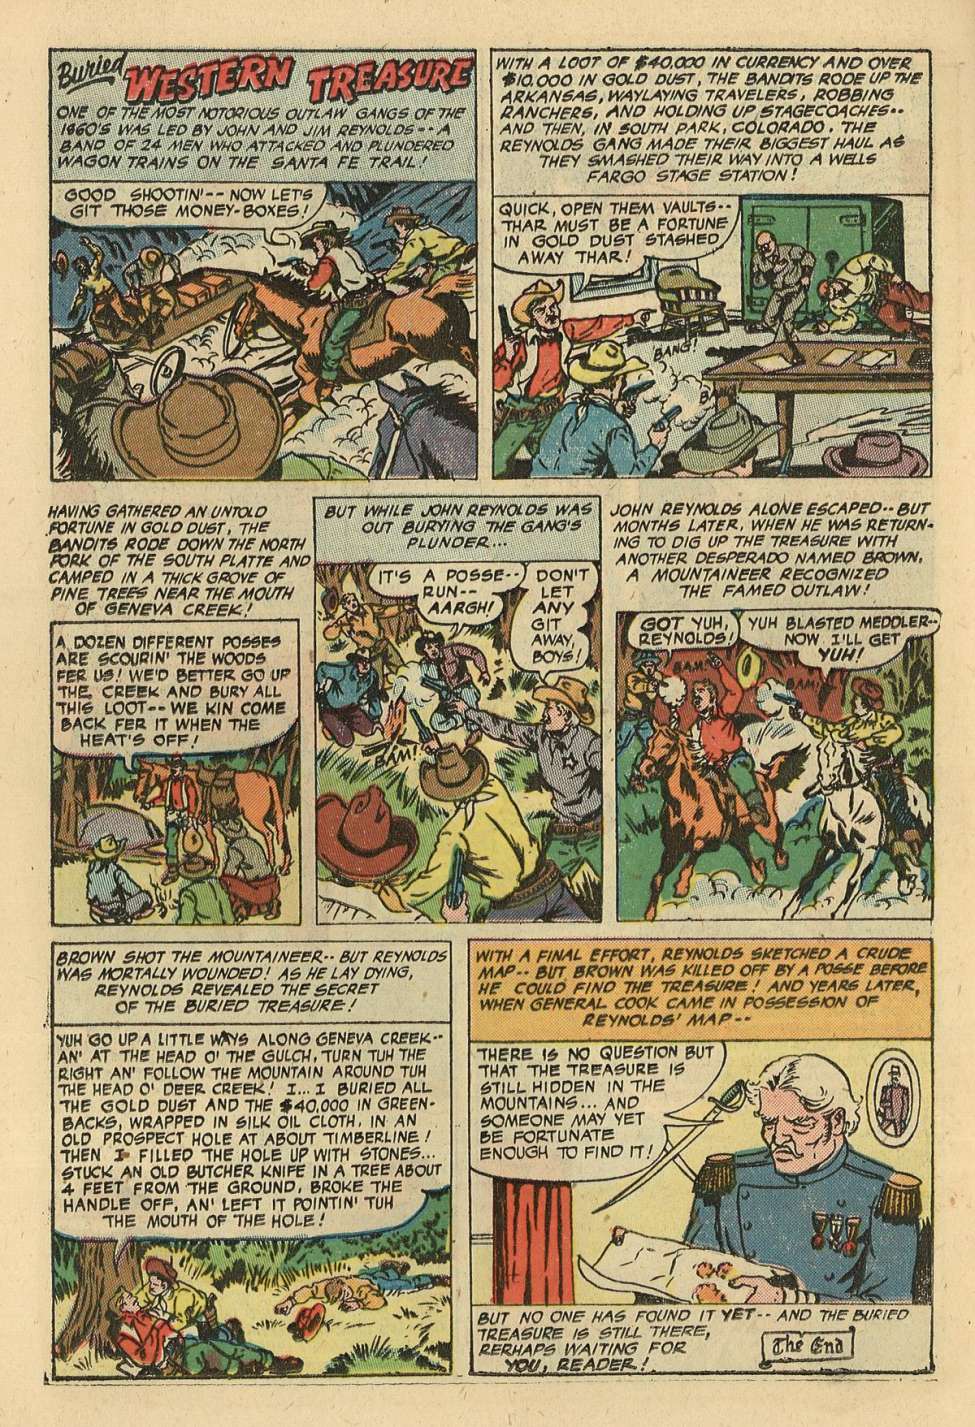 Buried WESTERN TREASURE
ONE OF THE MOST NOTORIOUS OUTLAW GANGS OF THE
1860'S WAS LED BY JOHN AND JIM REYNOLDS-- A
BAND OF 24 MEN WHO ATTACKED AND PLUNDERED
WAGON TRAINS ON THE SANTA FE TRAIL!
GOOD SHOOTIN'-- NOW LET'S
GIT THOSE MONEY-BOXES!
WITH A LOOT OF $40,000 IN CURRENCY AND OVER
$10,000 IN GOLD DUST, THE BANDITS RODE UP THE
ARKANSAS, WAYLAYING TRAVELERS, ROBBING
RANCHERS, AND HOLDING UP STAGECOACHES--
AND THEN, IN SOUTH PARK, COLORADO, THE
REYNOLDS GANG MADE THEIR BIGGEST HAUL AS
THEY SMASHED THEIR WAY INTO A WELLS
FARGO STAGE STATION!
QUICK, OPEN THEM VAULTS--
THAR MUST BE A FORTUNE
IN GOLD DUST STASHED
AWAY THAR!
BANG!
HAVING GATHERED AN UNTOLD
FORTUNE IN GOLD DUST, THE
BANDITS RODE DOWN THE NORTH
FORK OF THE SOUTH PLATTE AND
CAMPED IN A THICK GROVE OF
PINE TREES NEAR THE MOUTH
OF GENEVA CREEK!
A DOZEN DIFFERENT POSSES
ARE SCOURIN' THE WOODS
FER US! WE'D BETTER GO UP
THE CREEK AND BURY ALL
THIS LOOT-- WE KIN COME
BACK FER IT WHEN THE
HEAT'S OFF!
BUT WHILE JOHN REYNOLDS WAS
OUT BURYING THE GANG'S
PLUNDER...
IT'S A POSSE--
RUN--
AARGH!
DON'T
LET
ANY
GIT
AWAY,
BOYS!
BAM!
JOHN REYNOLDS ALONE ESCAPED-- BUT
MONTHS LATER, WHEN HE WAS RETURN-
ING TO DIG UP THE TREASURE WITH
ANOTHER DESPERADO NAMED BROWN,
A MOUNTAINEER RECOGNIZED
THE FAMED OUTLAW!
GOT YUH,
REYNOLDS!
YUH BLASTED MEDDLER--
NOW I'LL GET
YUH!
BAM!
BAM!
BROWN SHOT THE MOUNTAINEER-- BUT REYNOLDS
WAS MORTALLY WOUNDED! AS HE LAY DYING,
REYNOLDS REVEALED THE SECRET
OF THE BURIED TREASURE!
YUH GO UP A LITTLE WAYS ALONG GENEVA CREEK--
AN' AT THE HEAD O' THE GULCH, TURN TUH THE
RIGHT AN' FOLLOW THE MOUNTAIN AROUND TUH
THE HEAD O' DEER CREEK! I... I BURIED ALL
THE GOLD DUST AND THE $40,000 IN GREEN-
BACKS, WRAPPED IN SILK OIL CLOTH, IN AN
OLD PROSPECT HOLE AT ABOUT TIMBERLINE!
THEN I FILLED THE HOLE UP WITH STONES...
STUCK AN OLD BUTCHER KNIFE IN A TREE ABOUT
4 FEET FROM THE GROUND, BROKE THE
HANDLE OFF, AN' LEFT IT POINTIN' TUH
THE MOUTH OF THE HOLE!
WITH A FINAL EFFORT, REYNOLDS SKETCHED A CRUDE
MAP-- BUT BROWN WAS KILLED OFF BY A POSSE BEFORE
HE COULD FIND THE TREASURE! AND YEARS LATER,
WHEN GENERAL COOK CAME IN POSSESSION OF
REYNOLDS' MAP--
THERE IS NO QUESTION BUT
THAT THE TREASURE IS
STILL HIDDEN IN THE
MOUNTAINS... AND
SOMEONE MAY YET
BE FORTUNATE
ENOUGH TO FIND IT!
BUT NO ONE HAS FOUND IT YET-- AND THE BURIED
TREASURE IS STILL THERE,
PERHAPS WAITING FOR
YOU, READER!
The End